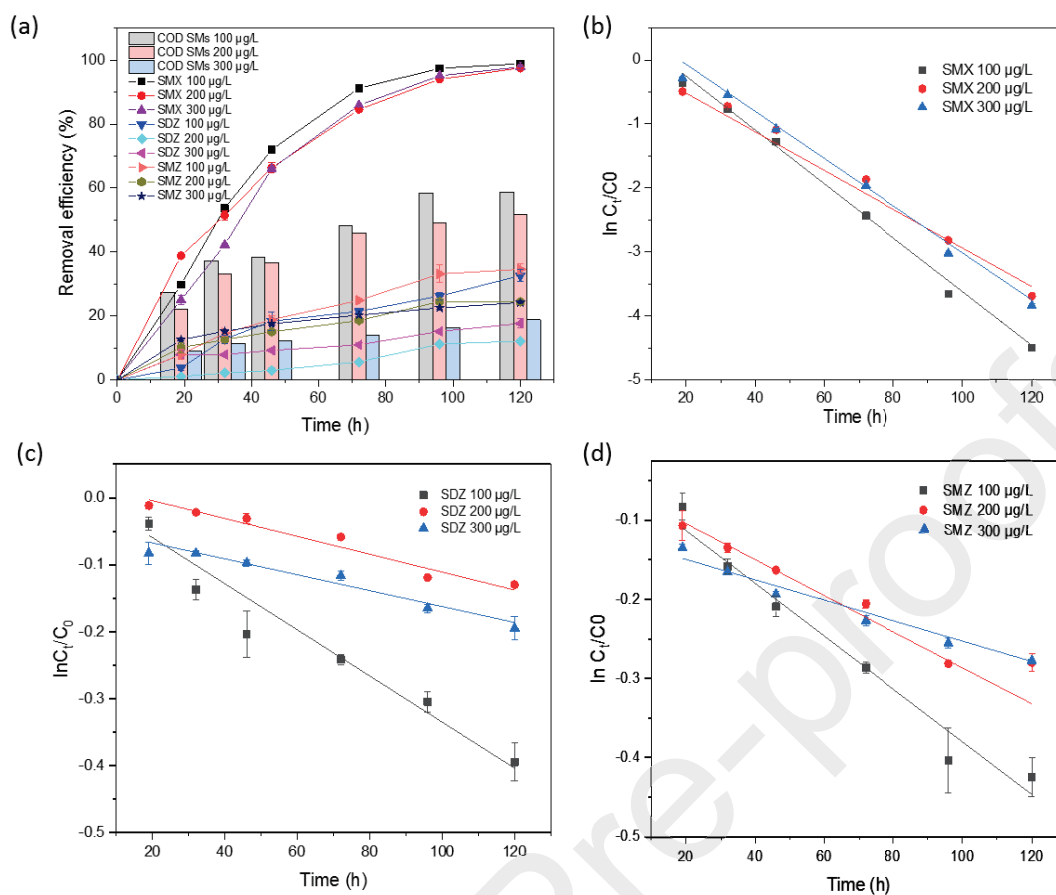 (a)
COD SMs 100 µg/L
COD SMs 200 µg/L
COD SMs 300 µg/L
SMX 100 µg/L
SMX 200 µg/L
SMX 300 µg/L
SDZ 100 µg/L
SDZ 200 µg/L
SDZ 300 µg/L
SMZ 100 µg/L
SMZ 200 µg/L
SMZ 300 µg/L
Removal efficiency (%)
100
80
60
40
20
0
0 20 40 60 80 100 120
Time (h)
(b)
SMX 100 µg/L
SMX 200 µg/L
SMX 300 µg/L
ln Cₜ/C0
0
-1
-2
-3
-4
-5
20 40 60 80 100 120
Time (h)
(c)
SDZ 100 µg/L
SDZ 200 µg/L
SDZ 300 µg/L
lnCₜ/C₀
0.0
-0.1
-0.2
-0.3
-0.4
-0.5
20 40 60 80 100 120
Time (h)
(d)
SMZ 100 µg/L
SMZ 200 µg/L
SMZ 300 µg/L
ln Cₜ/C0
-0.1
-0.2
-0.3
-0.4
-0.5
20 40 60 80 100 120
Time (h)
Pre-proofs